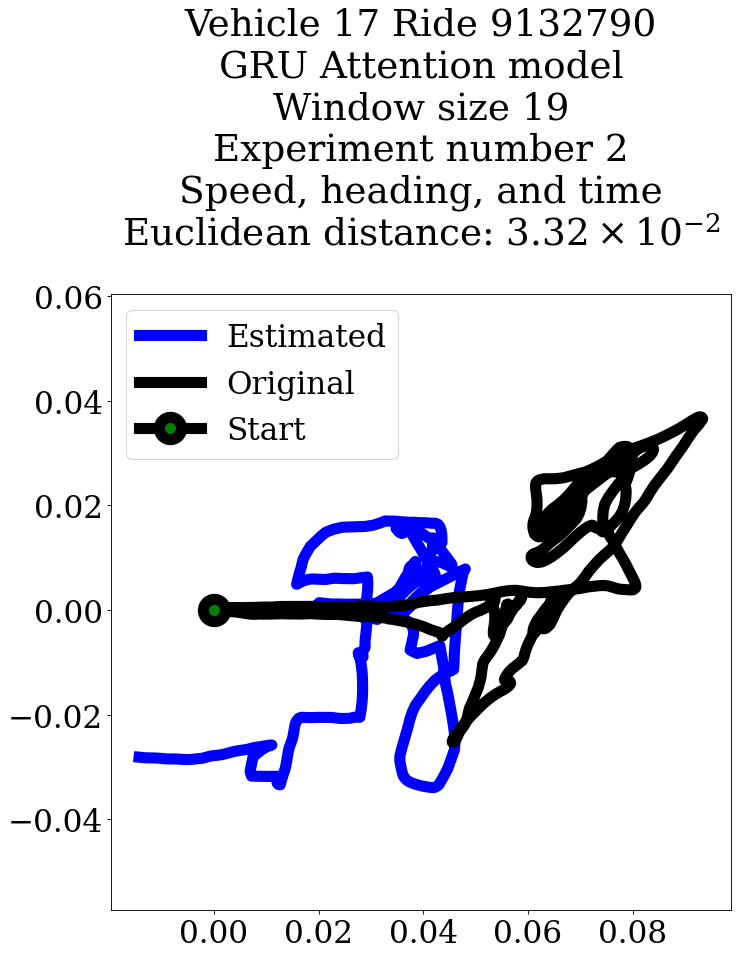 Vehicle 17 Ride 9132790
GRU Attention model
Window size 19
Experiment number 2
Speed, heading, and time
Euclidean distance: 3.32 × 10⁻²
0.06
Estimated
Original
Start
0.04
0.02
0.00
−0.02
−0.04
0.00 0.02 0.04 0.06 0.08